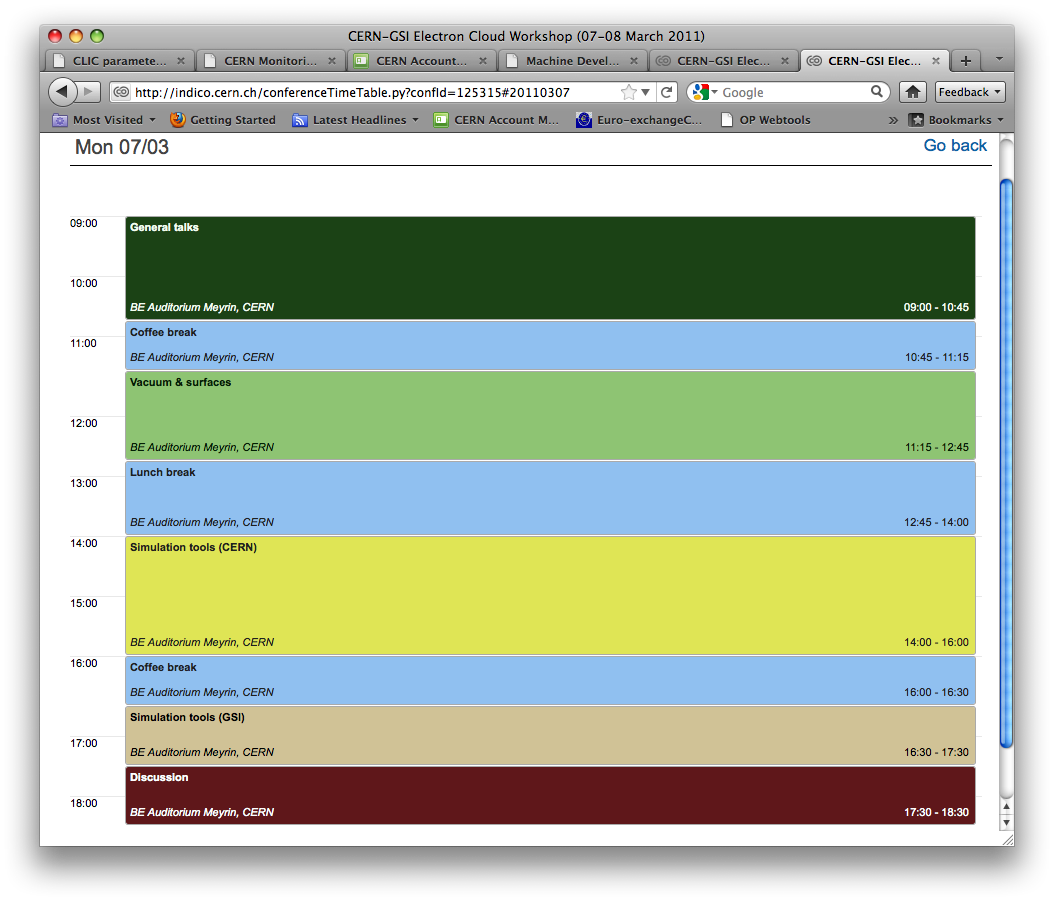 CERN-GSI Electron Cloud Workshop (07-08 March 2011)
CLIC paramete... CERN Monitori... CERN Account... Machine Devel... CERN-GSI Elec... CERN-GSI Elec...
http://indico.cern.ch/conferenceTimeTable.py?confId=125315#20110307 Google Feedback
Most Visited Getting Started Latest Headlines CERN Account M... Euro-exchangeC... OP Webtools » Bookmarks
Mon 07/03 Go back
09:00 General talks
10:00
BE Auditorium Meyrin, CERN 09:00 - 10:45
Coffee break
11:00
BE Auditorium Meyrin, CERN 10:45 - 11:15
Vacuum & surfaces
12:00
BE Auditorium Meyrin, CERN 11:15 - 12:45
Lunch break
13:00
BE Auditorium Meyrin, CERN 12:45 - 14:00
14:00 Simulation tools (CERN)
15:00
BE Auditorium Meyrin, CERN 14:00 - 16:00
16:00 Coffee break
BE Auditorium Meyrin, CERN 16:00 - 16:30
Simulation tools (GSI)
17:00
BE Auditorium Meyrin, CERN 16:30 - 17:30
Discussion
18:00
BE Auditorium Meyrin, CERN 17:30 - 18:30